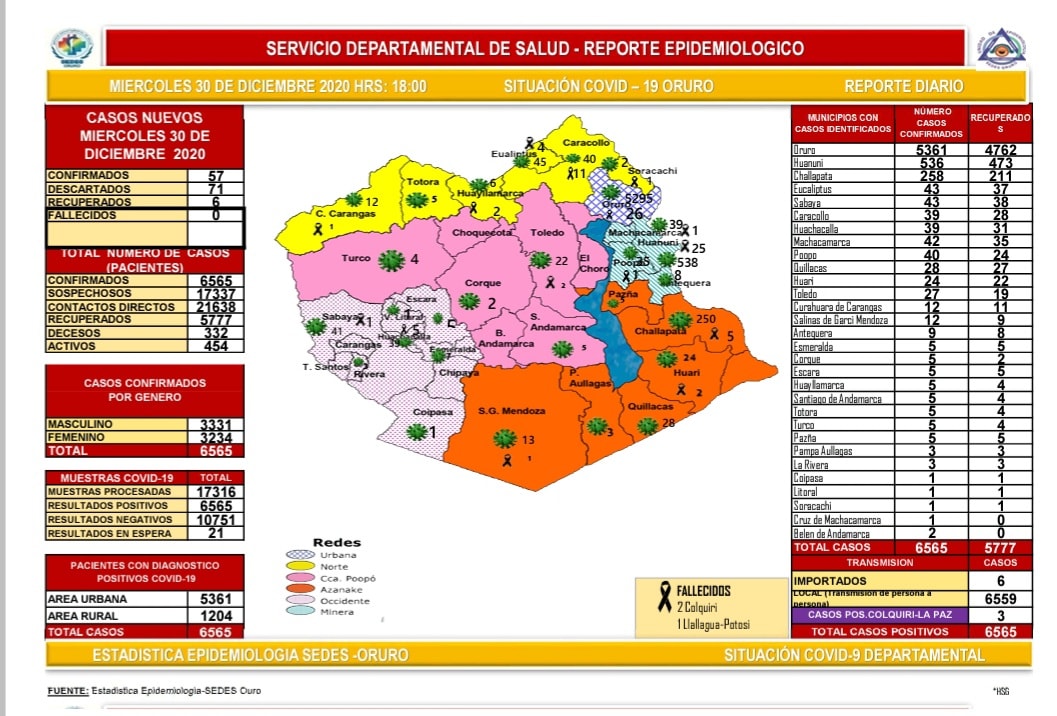 SERVICIO DEPARTAMENTAL DE SALUD - REPORTE EPIDEMIOLOGICO
MIERCOLES 30 DE DICIEMBRE 2020 HRS: 18:00 SITUACIÓN COVID – 19 ORURO REPORTE DIARIO
CASOS NUEVOS
MIERCOLES 30 DE
DICIEMBRE 2020
CONFIRMADOS 57
DESCARTADOS 71
RECUPERADOS 6
FALLECIDOS 0
TOTAL NUMERO DE CASOS
(PACIENTES)
CONFIRMADOS 6565
SOSPECHOSOS 17337
CONTACTOS DIRECTOS 21638
RECUPERADOS 5777
DECESOS 332
ACTIVOS 454
CASOS CONFIRMADOS
POR GENERO
MASCULINO 3331
FEMENINO 3234
TOTAL 6565
MUESTRAS COVID-19 TOTAL
MUESTRAS PROCESADAS 17316
RESULTADOS POSITIVOS 6565
RESULTADOS NEGATIVOS 10751
RESULTADOS EN ESPERA 21
PACIENTES CON DIAGNOSTICO
POSITIVOS COVID-19
AREA URBANA 5361
AREA RURAL 1204
TOTAL CASOS 6565
Caracollo
4
Eualiptus 45
40
2
Soracachi
11
1
Totora
5
Huayllamarca
6
2
12
C. Carangas
1
5295
Oruro
26
Machacamarca
39
1
Huanuni
25
Poopo
538
1
8
Antequera
Choquecota
Toledo
22
2
El
Choro
2
Turco
4
Corque
2
Pazña
5
S.
Andamarca
5
B.
Andamarca
Challapata
250
5
Escara
Sabaya
1
41
V. Litoral
5
Carangas
39
Esmeralda
T. Santos
Rivera
Chipaya
24
Huari
2
P.
Aullagas
3
Quillacas
28
Coipasa
1
S.G. Mendoza
13
1
Redes
Urbana
Norte
Cca. Poopó
Azanake
Occidente
Minera
FALLECIDOS
2 Colquiri
1 Llallagua-Potosi
MUNICIPIOS CON
CASOS IDENTIFICADOS
NÚMERO
CASOS
CONFIRMADOS
RECUPERADO
S
Oruro 5361 4762
Huanuni 536 473
Challapata 258 211
Eucaliptus 43 37
Sabaya 43 38
Caracollo 39 28
Huachacalla 39 31
Machacamarca 42 35
Poopo 40 24
Quillacas 28 27
Huari 24 22
Toledo 27 19
Curahuara de Carangas 12 11
Salinas de Garci Mendoza 12 9
Antequera 9 8
Esmeralda 5 5
Corque 5 2
Escara 5 5
Huayllamarca 5 4
Santiago de Andamarca 5 4
Totora 5 4
Turco 5 4
Pazña 5 5
Pampa Aullagas 3 3
La Rivera 3 3
Coipasa 1 1
Litoral 1 1
Soracachi 1 1
Cruz de Machacamarca 1 0
Belen de Andamarca 2 0
TOTAL CASOS 6565 5777
TRANSMISION CASOS
IMPORTADOS 6
LOCAL (Transmision de persona a
persona) 6559
CASOS POS.COLQUIRI-LA PAZ 3
TOTAL CASOS POSITIVOS 6565
ESTADISTICA EPIDEMIOLOGIA SEDES -ORURO SITUACIÓN COVID-9 DEPARTAMENTAL
FUENTE: Estadistica Epidemiologia-SEDES Ouro *HSG